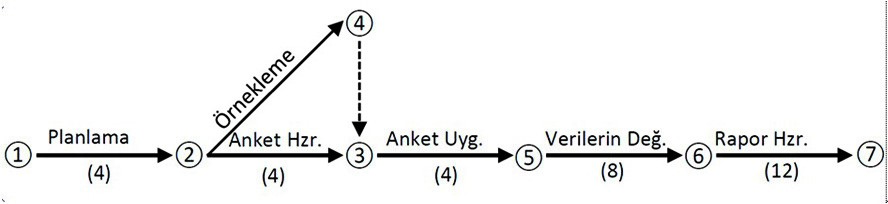 4
Örnekleme
Planlama
Anket Hzr.
Anket Uyg.
Verilerin Değ.
Rapor Hzr.
1
2
3
5
6
7
(4)
(4)
(4)
(8)
(12)